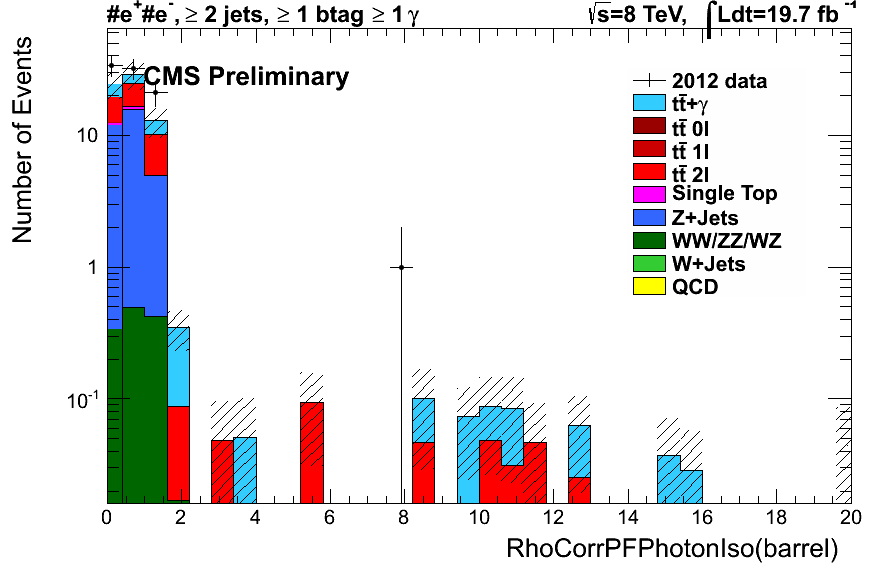 #e⁺#e⁻, ≥ 2 jets, ≥ 1 btag ≥ 1 γ √s=8 TeV, ∫Ldt=19.7 fb⁻¹
CMS Preliminary
2012 data
tt̄+γ
tt̄ 0l
tt̄ 1l
tt̄ 2l
Single Top
Z+Jets
WW/ZZ/WZ
W+Jets
QCD
Number of Events
10
1
10⁻¹
0 2 4 6 8 10 12 14 16 18 20
RhoCorrPFPhotonIso(barrel)